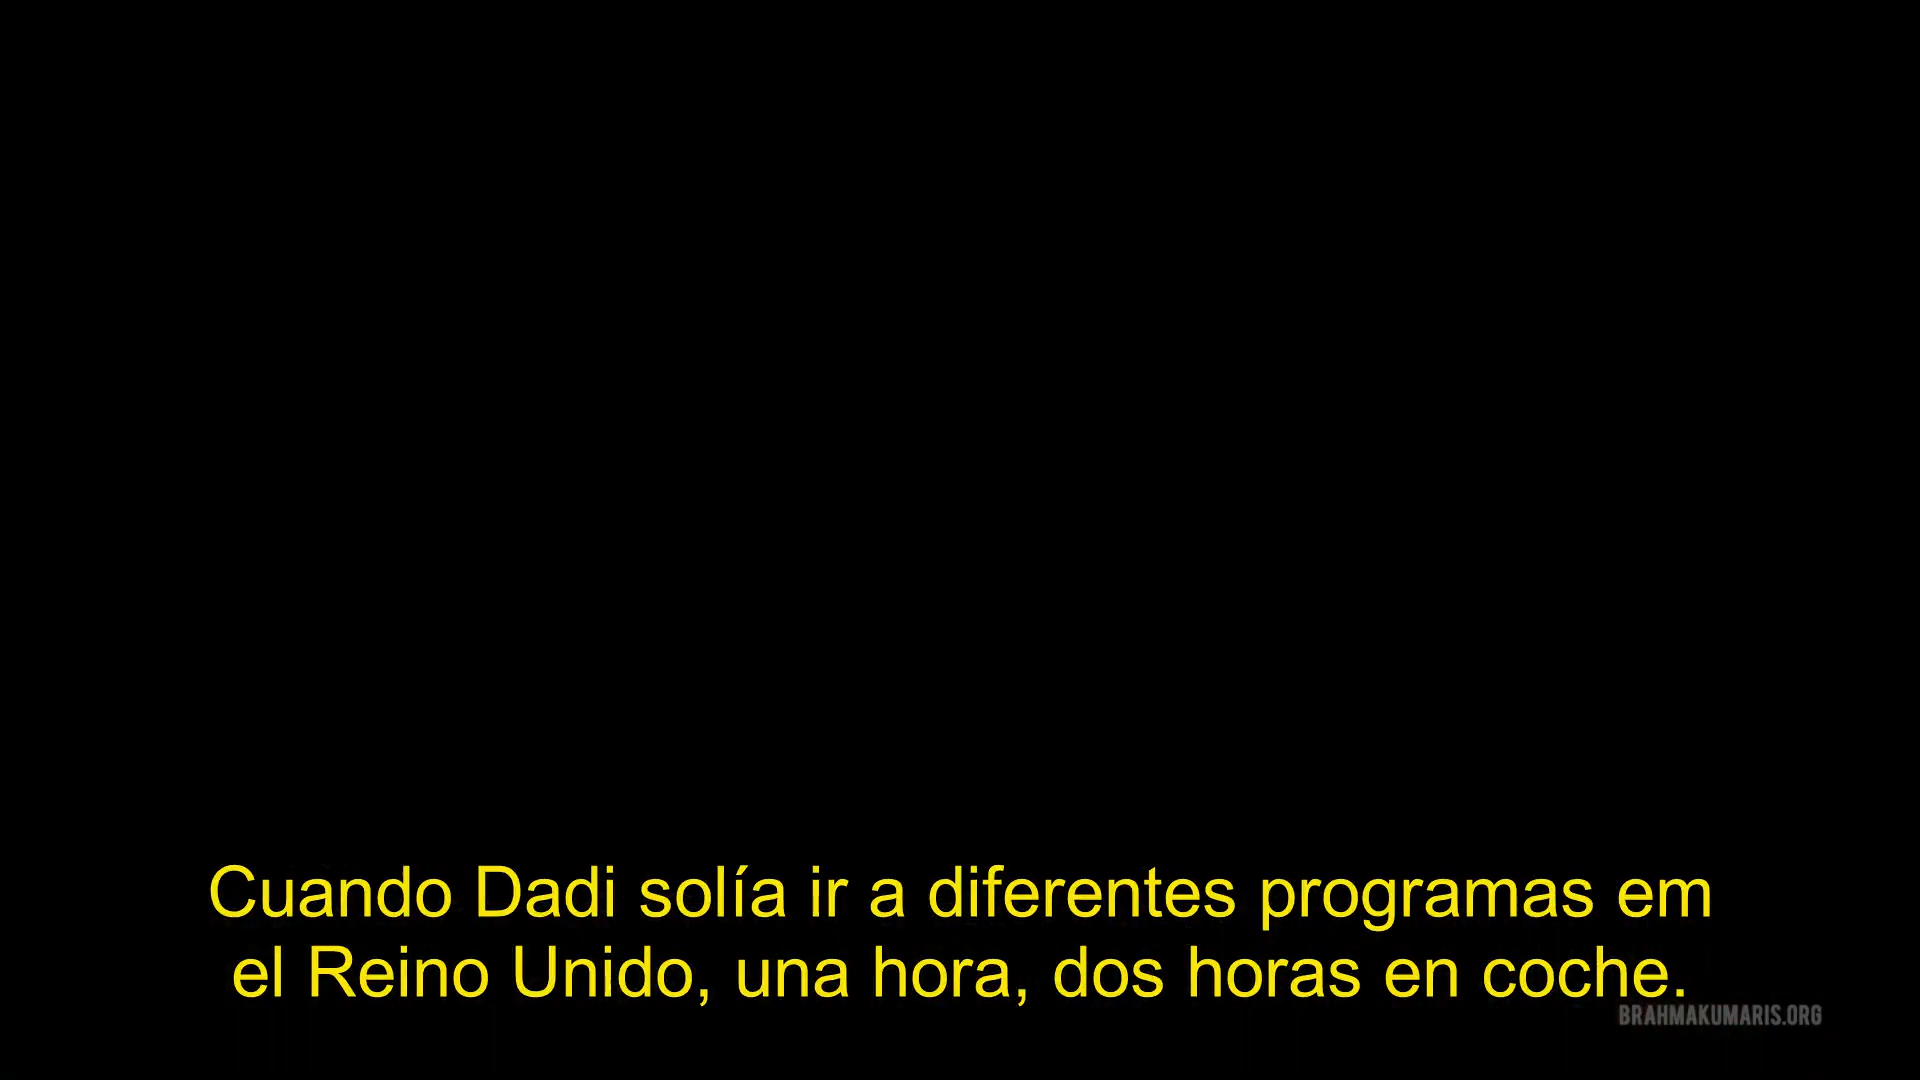 Cuando Dadi solía ir a diferentes programas em
el Reino Unido, una hora, dos horas en coche.
BRAHMAKUMARIS.ORG